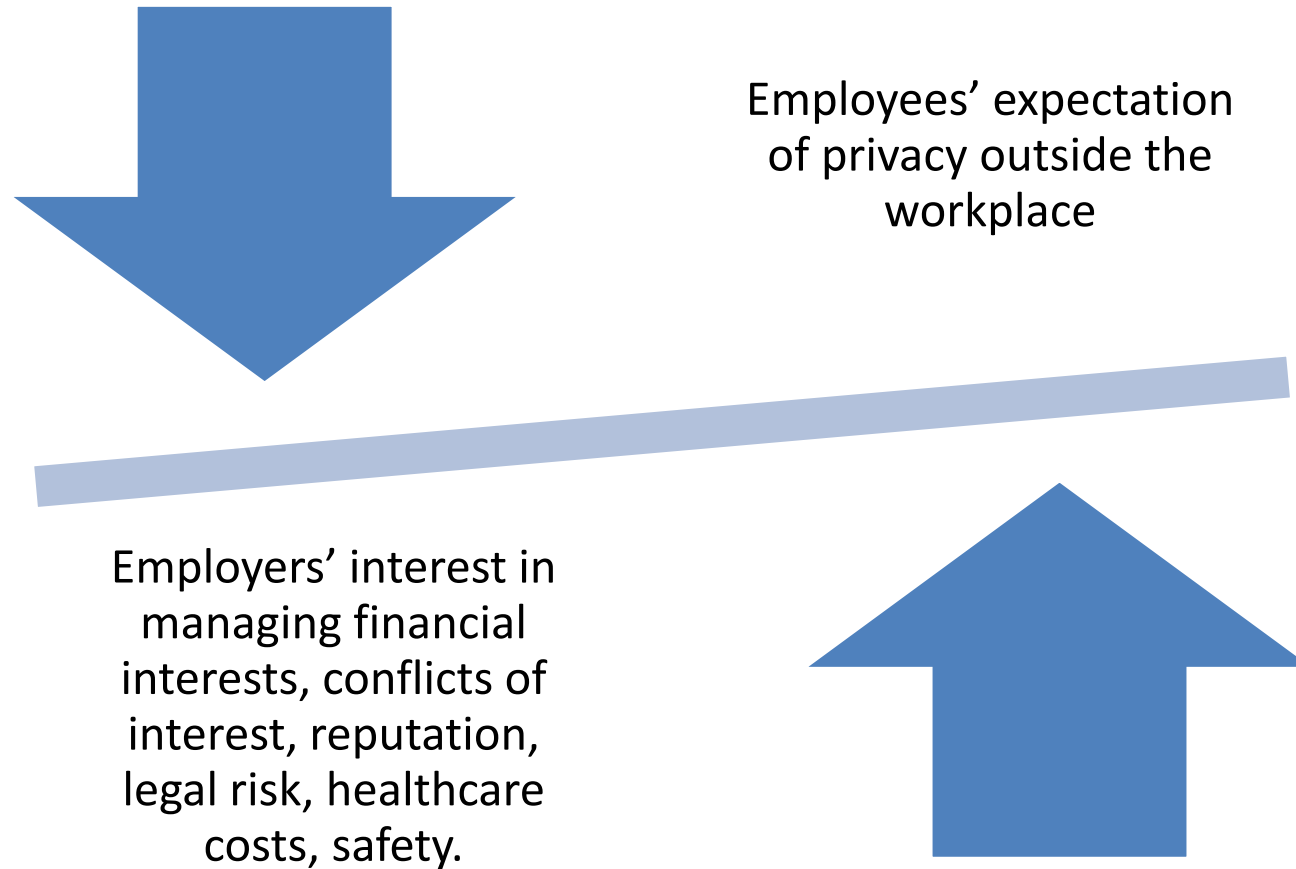 Employees’ expectation
of privacy outside the
workplace
Employers’ interest in
managing financial
interests, conflicts of
interest, reputation,
legal risk, healthcare
costs, safety.